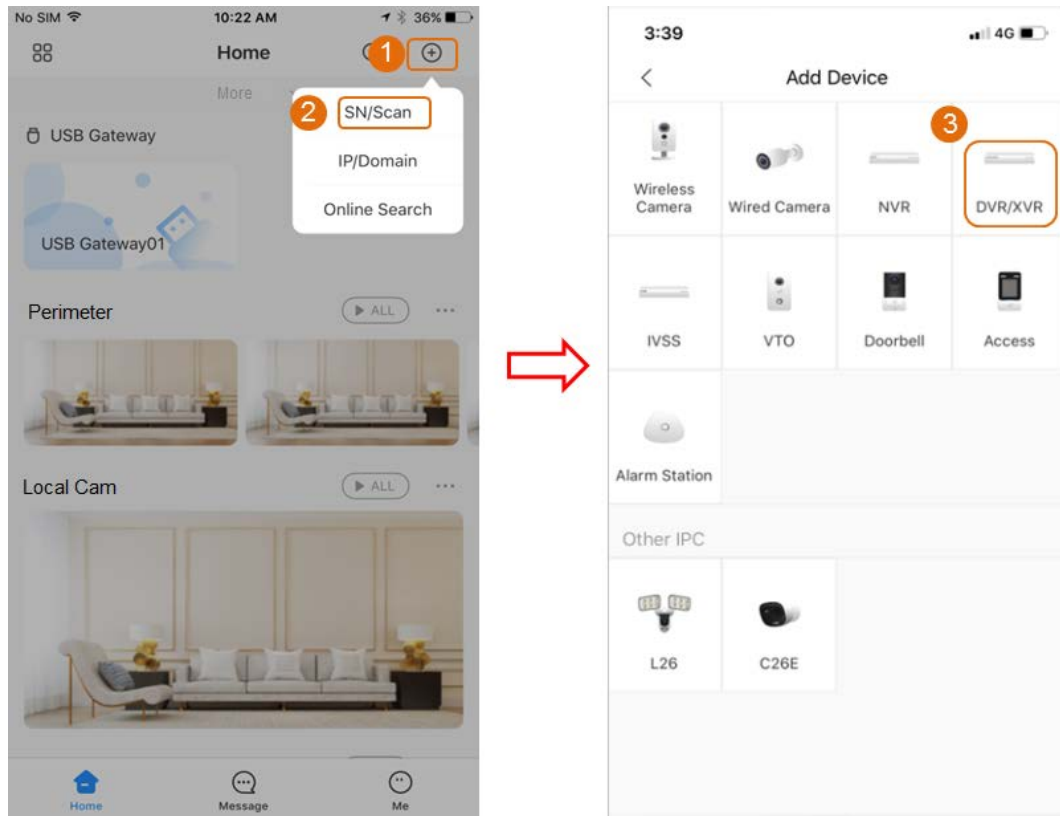 No SIM 10:22 AM 36%
Home 1
More
2 SN/Scan
IP/Domain
Online Search
USB Gateway
USB Gateway01
Perimeter ALL
Local Cam ALL
Home Message Me
3:39 4G
Add Device
3
Wireless Camera
Wired Camera
NVR
DVR/XVR
IVSS
VTO
Doorbell
Access
Alarm Station
Other IPC
L26
C26E